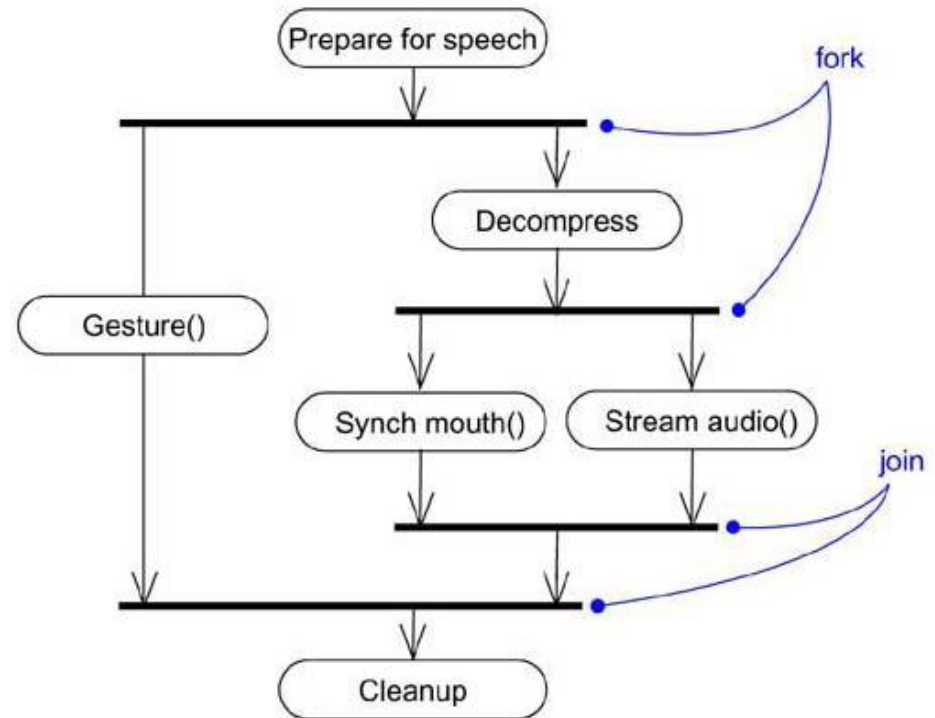 Prepare for speech
fork
Decompress
Gesture()
Synch mouth()
Stream audio()
join
Cleanup